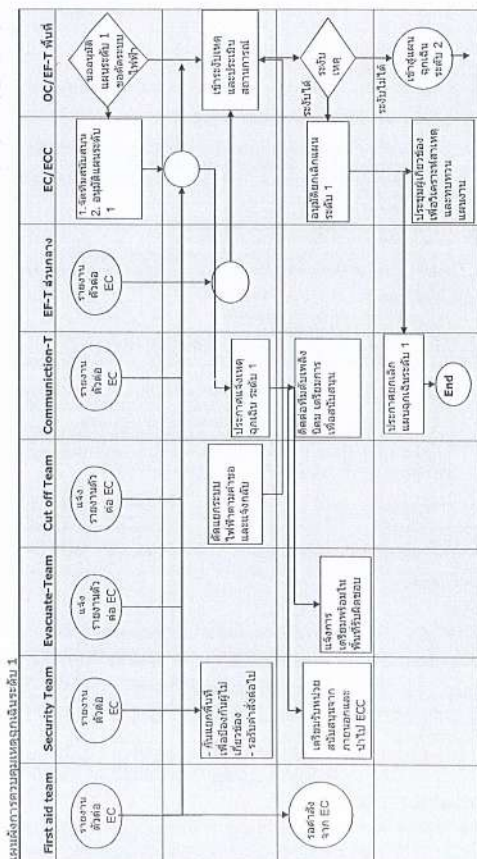 แผนผังการควบคุมเหตุฉุกเฉินระดับ 1
First aid team
Security Team
Evacuate-Team
Cut off Team
Communiction-T
EF-T ส่วนกลาง
EC/ECC
OC/EF-T พื้นที่
รายงาน
ตัวต่อ
EC
รายงาน
ตัวต่อ
EC
แจ้ง
รายงานตัว
ต่อ EC
แจ้ง
รายงานตัว
ต่อ EC
รายงาน
ตัวต่อ
EC
รายงาน
ตัวต่อ
EC
1. จัดทีมสนับสนุน
2. อนุมัติแผนระดับ
1
ขออนุมัติ
แผนระดับ 1
ขอตัดระบบ
ไฟฟ้า
- กันแยกพื้นที่
เพื่อป้องกันผู้ไม่
เกี่ยวข้อง
- รอรับคำสั่งต่อไป
ตัดแยกระบบ
ไฟฟ้าตามคำขอ
และแจ้งกลับ
ประกาศแจ้งเหตุ
ฉุกเฉิน ระดับ 1
เข้าระงับเหตุ
และประเมิน
สถานการณ์
รอคำสั่ง
จาก EC
เตรียมรับหน่วย
สนับสนุนจาก
ภายนอกและ
นำไป ECC
แจ้งการ
เตรียมพร้อมใน
พื้นที่รับผิดชอบ
ติดต่อทีมดับเพลิง
นิคม เตรียมการ
เพื่อสนับสนุน
อนุมัติยกเลิกแผน
ระดับ 1
ระงับได้
ระงับ
เหตุ
ระงับไม่ได้
ประกาศยกเลิก
แผนฉุกเฉินระดับ 1
End
ประชุมผู้เกี่ยวข้อง
เพื่อวิเคราะห์สาเหตุ
และทบทวน
แผนงาน
เข้าสู่แผน
ฉุกเฉิน
ระดับ 2